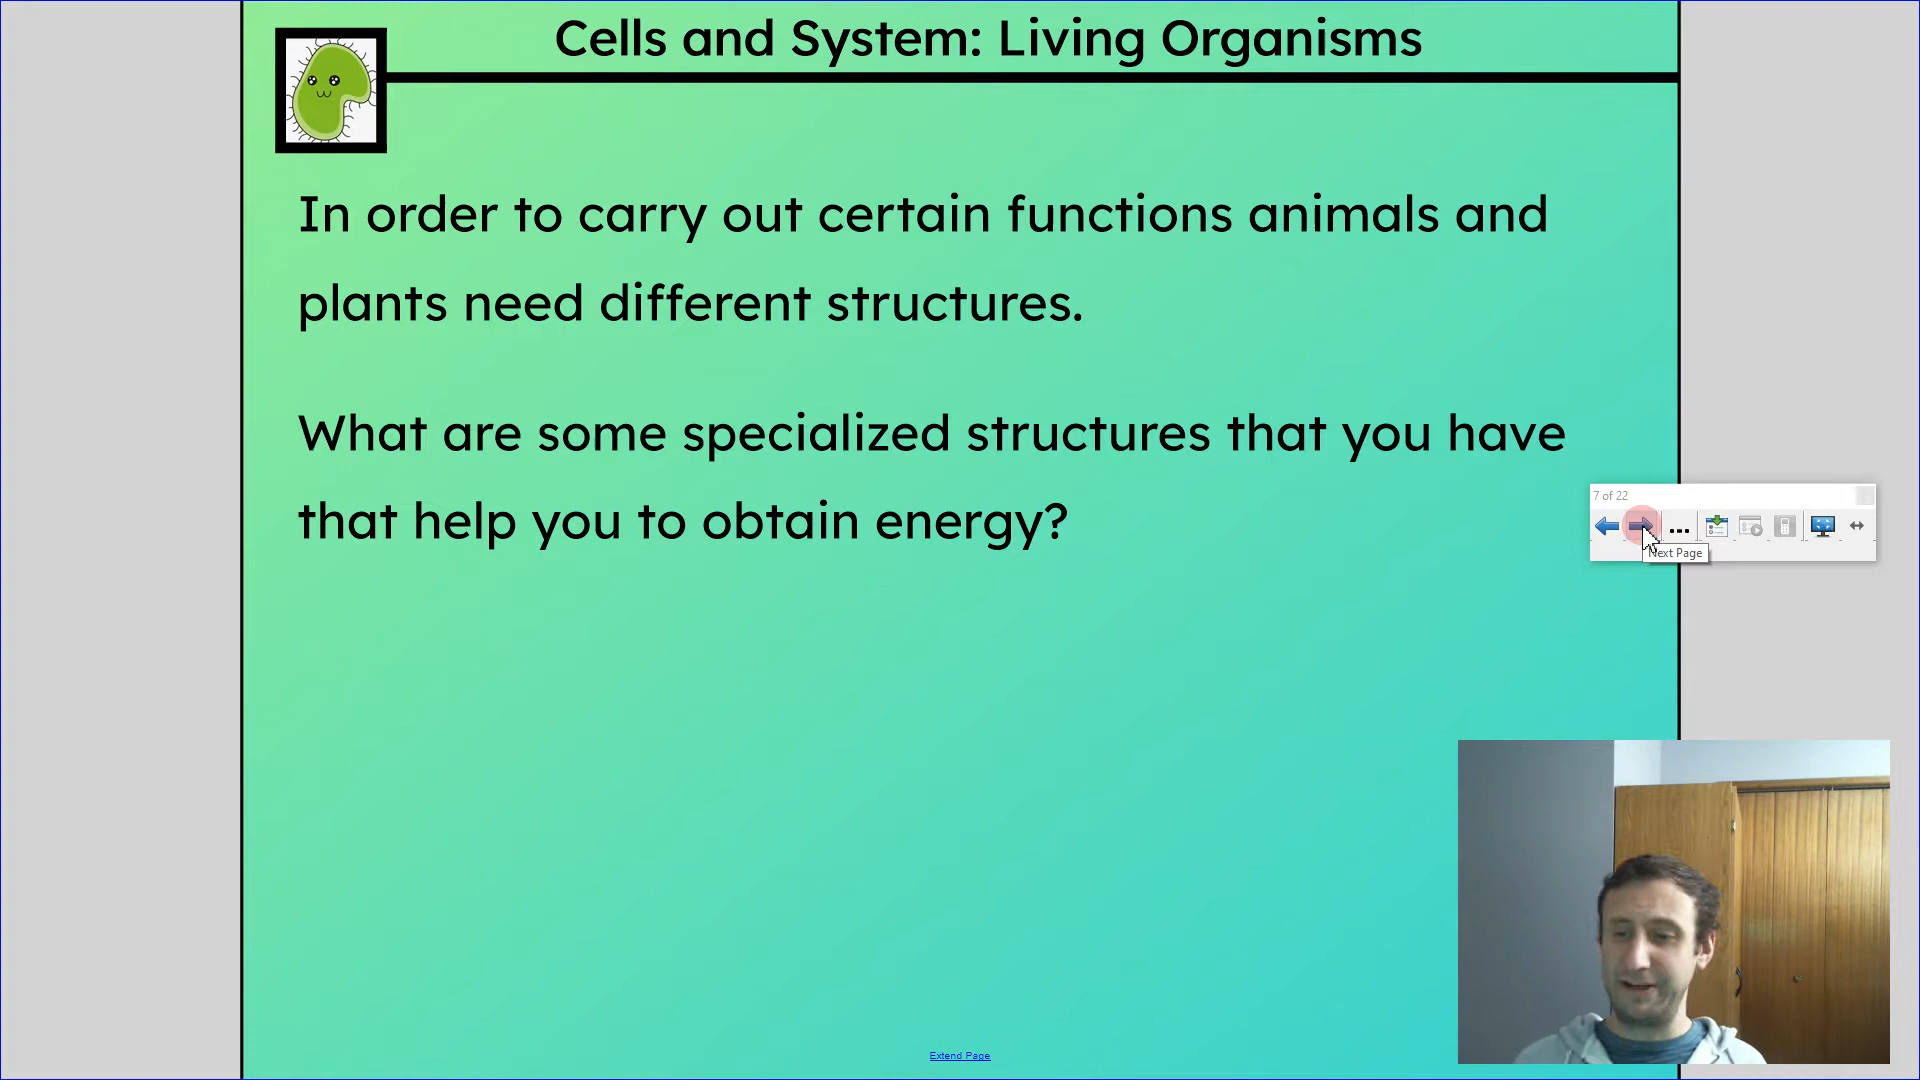 Cells and System: Living Organisms
In order to carry out certain functions animals and
plants need different structures.
What are some specialized structures that you have
that help you to obtain energy?
7 of 22
...
Next Page
Extend Page